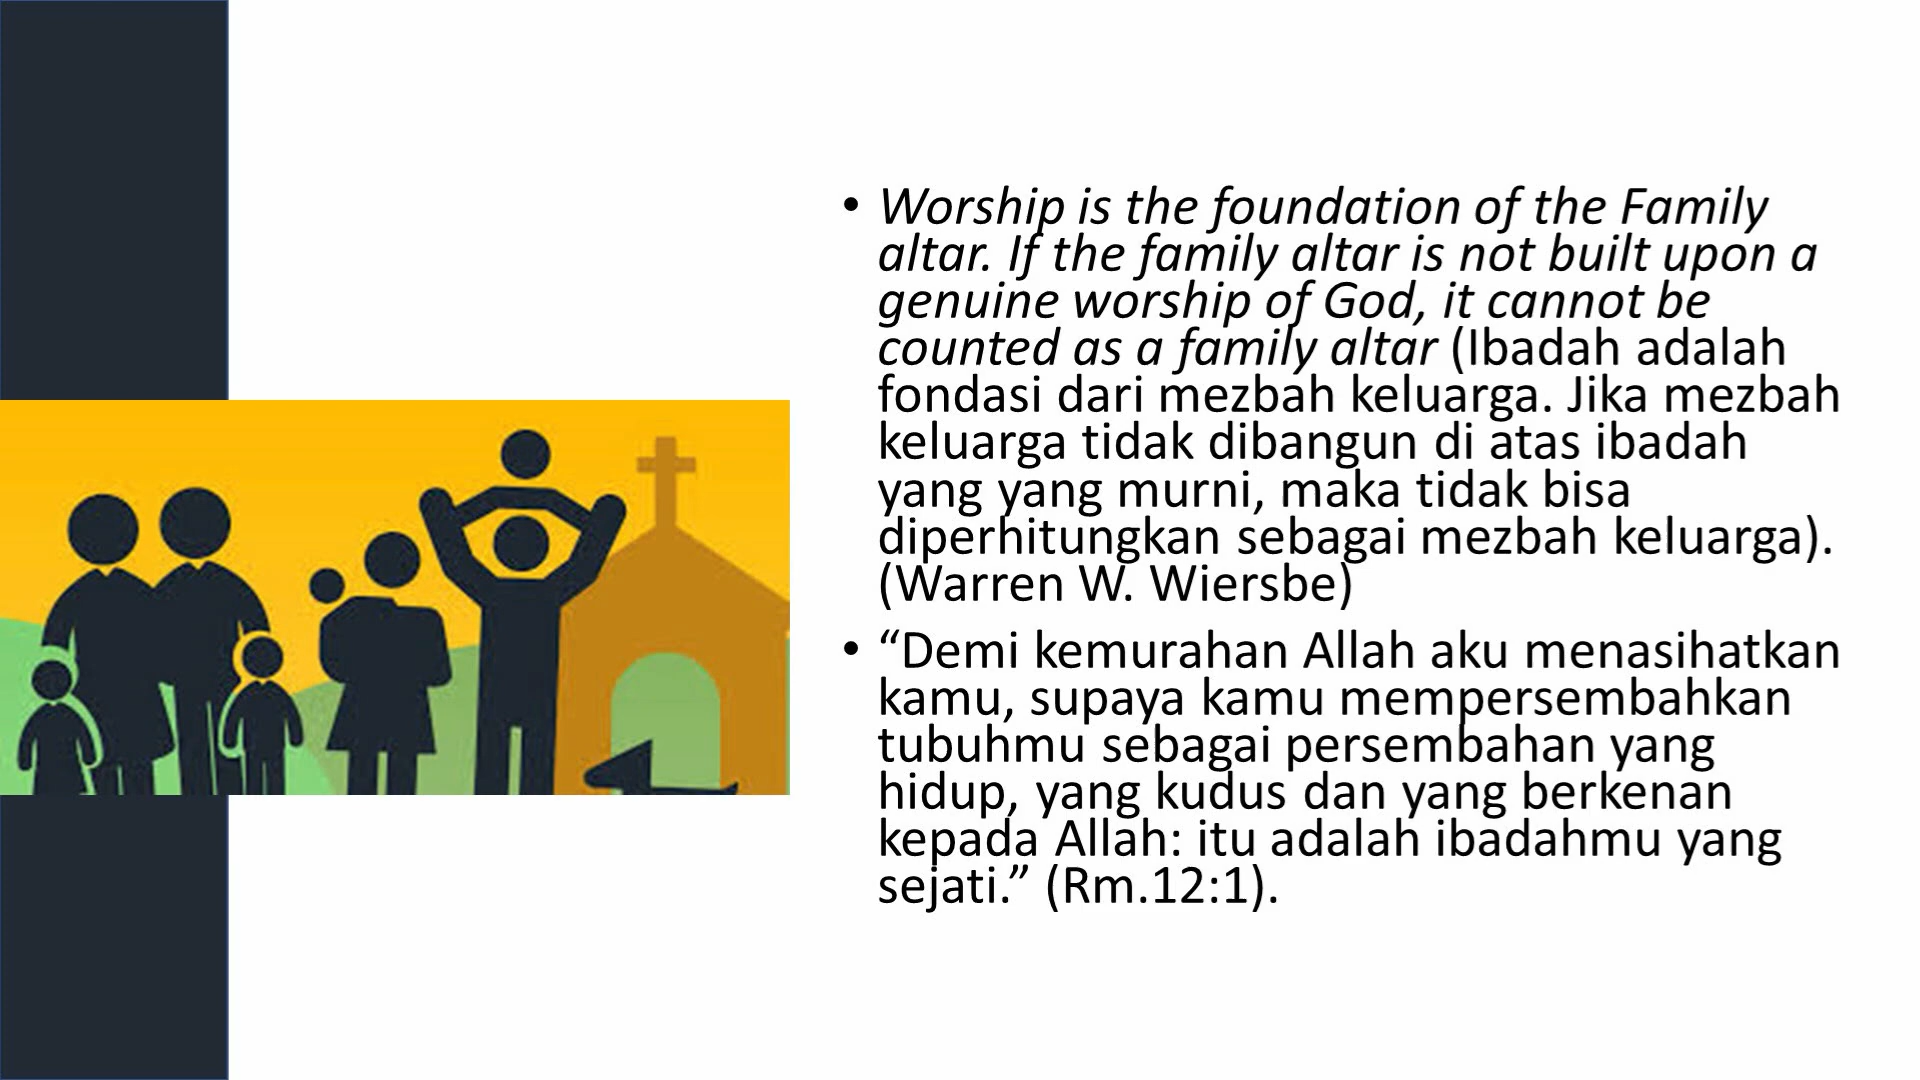 • Worship is the foundation of the Family
altar. If the family altar is not built upon a
genuine worship of God, it cannot be
counted as a family altar (Ibadah adalah
fondasi dari mezbah keluarga. Jika mezbah
keluarga tidak dibangun di atas ibadah
yang yang murni, maka tidak bisa
diperhitungkan sebagai mezbah keluarga).
(Warren W. Wiersbe)
• “Demi kemurahan Allah aku menasihatkan
kamu, supaya kamu mempersembahkan
tubuhmu sebagai persembahan yang
hidup, yang kudus dan yang berkenan
kepada Allah: itu adalah ibadahmu yang
sejati.” (Rm.12:1).